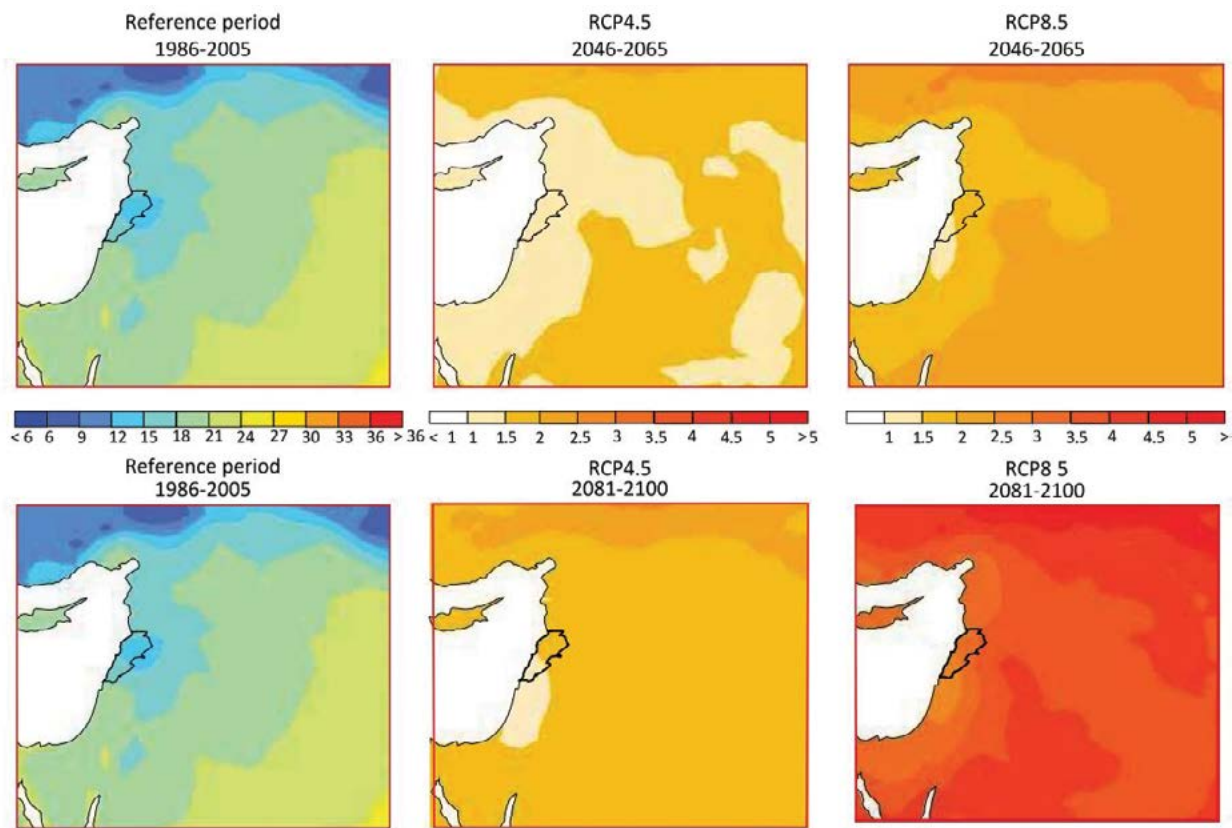 Reference period
1986-2005
RCP4.5
2046-2065
RCP8.5
2046-2065
< 6 6 9 12 15 18 21 24 27 30 33 36 > 36
< 1 1 1.5 2 2.5 3 3.5 4 4.5 5 >5
1 1.5 2 2.5 3 3.5 4 4.5 5 >
Reference period
1986-2005
RCP4.5
2081-2100
RCP8 5
2081-2100